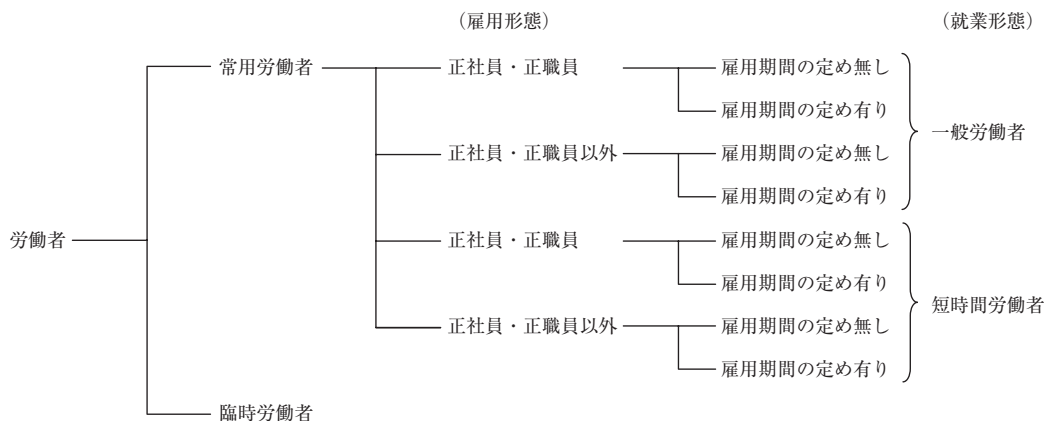 （雇用形態）
（就業形態）
常用労働者
正社員・正職員
雇用期間の定め無し
雇用期間の定め有り
一般労働者
正社員・正職員以外
雇用期間の定め無し
雇用期間の定め有り
労働者
正社員・正職員
雇用期間の定め無し
雇用期間の定め有り
短時間労働者
正社員・正職員以外
雇用期間の定め無し
雇用期間の定め有り
臨時労働者